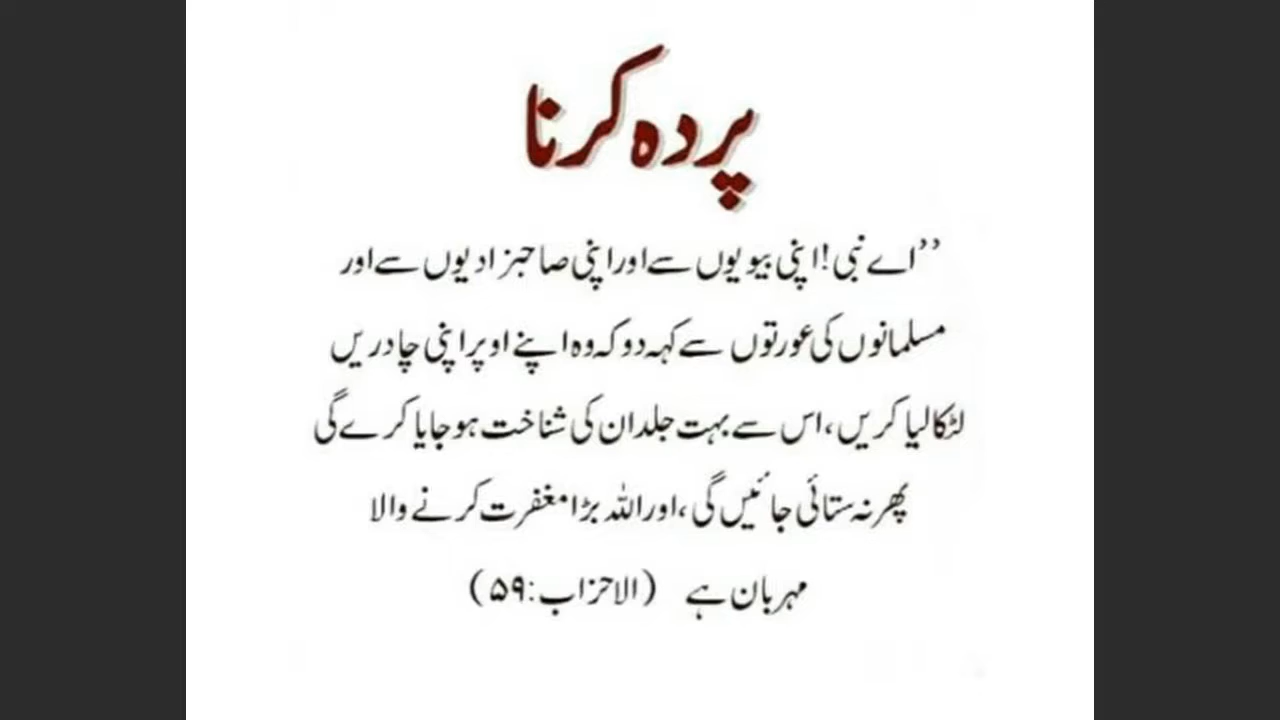 پردہ کرنا
’’اے نبی! اپنی بیویوں سے اور اپنی صاحبزادیوں سے اور
مسلمانوں کی عورتوں سے کہہ دو کہ وہ اپنے اوپر اپنی چادریں
لٹکا لیا کریں، اس سے بہت جلد ان کی شناخت ہو جایا کرے گی
پھر نہ ستائی جائیں گی، اور اللہ بڑا مغفرت کرنے والا
مہربان ہے (الاحزاب: ۵۹)